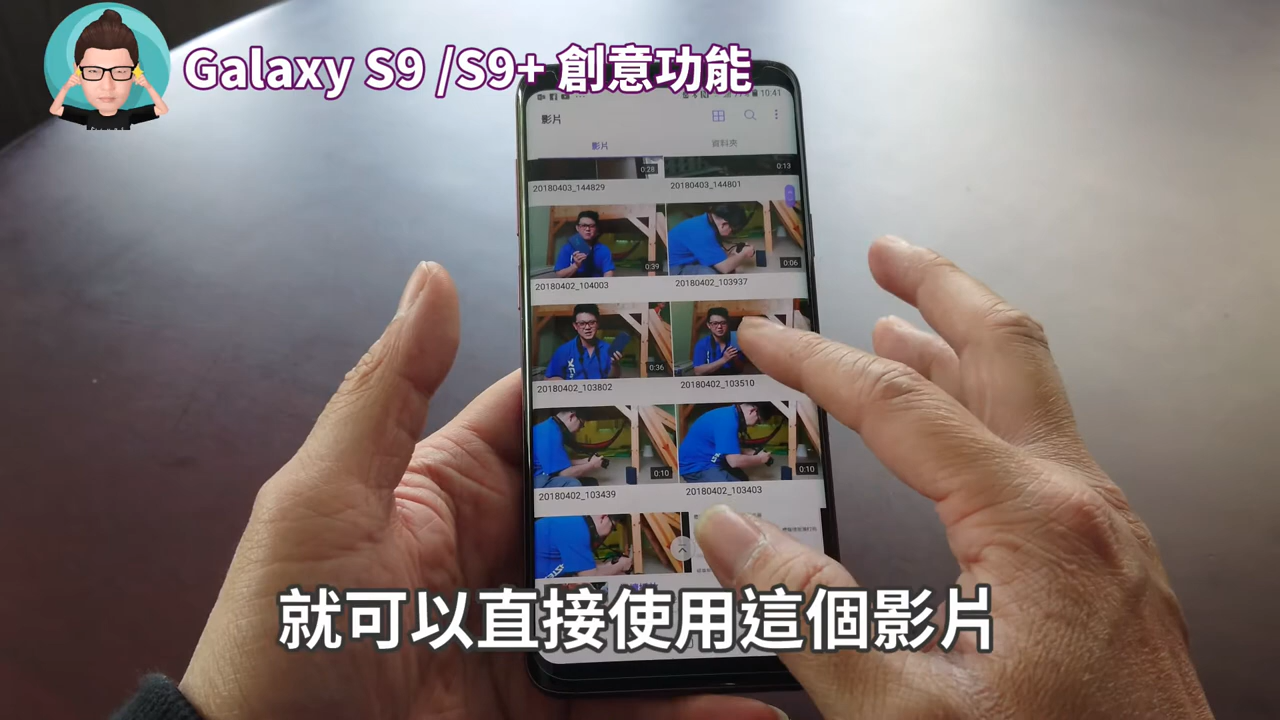 Galaxy S9 /S9+ 創意功能
10:41
影片
影片 資料夾
0:28 0:13
20180403_144829 20180403_144801
0:39 0:06
20180402_104003 20180402_103937
0:36
20180402_103802 20180402_103510
0:10 0:10
20180402_103439 20180402_103403
就可以直接使用這個影片